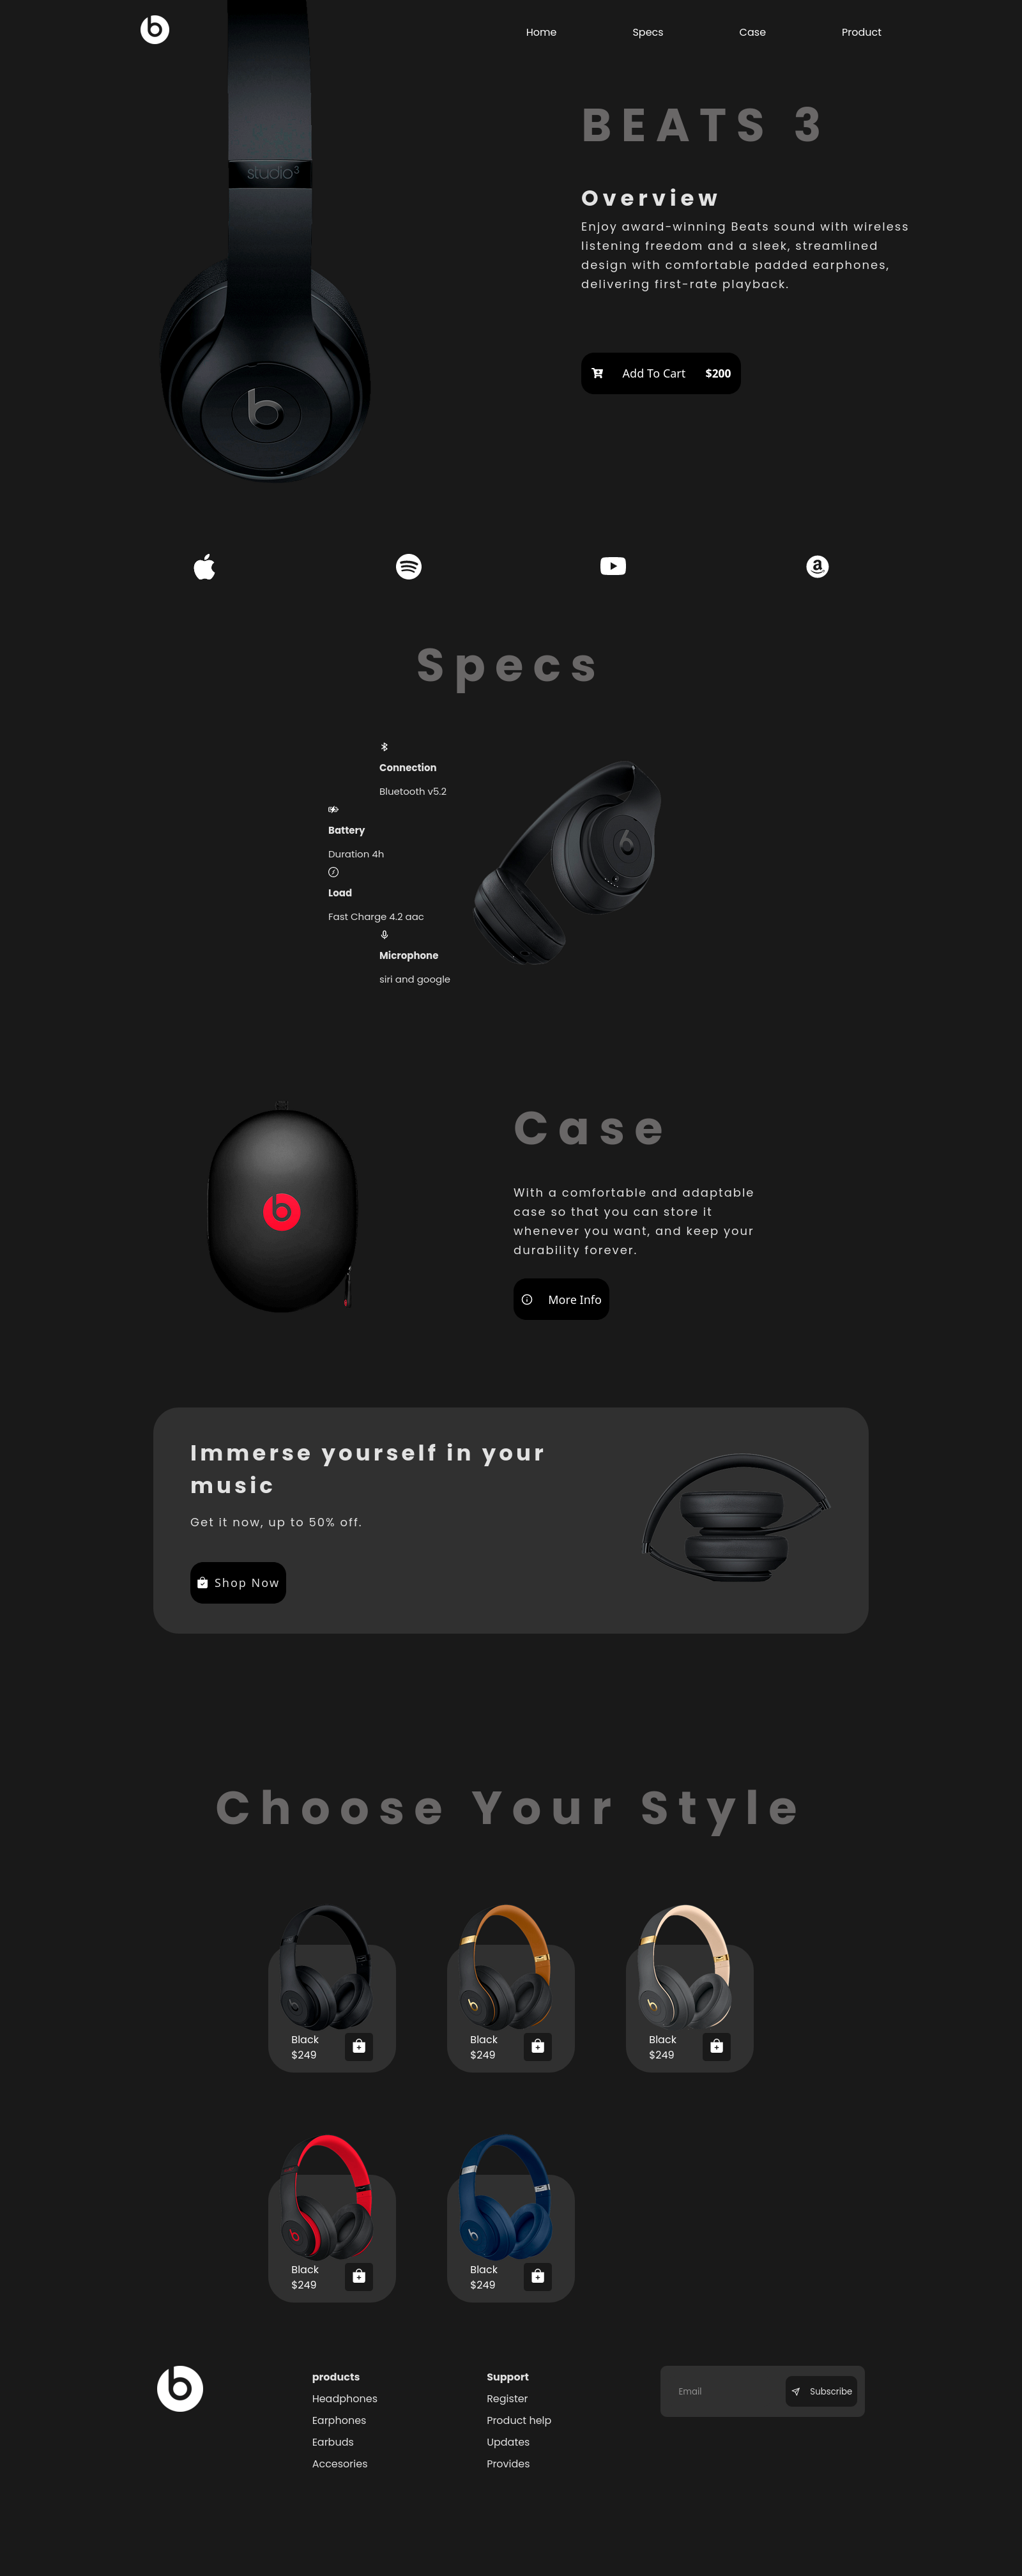 Home Specs Case Product
BEATS 3
studio3
Overview
Enjoy award-winning Beats sound with wireless
listening freedom and a sleek, streamlined
design with comfortable padded earphones,
delivering first-rate playback.
Add To Cart $200
Specs
Connection
Bluetooth v5.2
Battery
Duration 4h
Load
Fast Charge 4.2 aac
Microphone
siri and google
Case
With a comfortable and adaptable
case so that you can store it
whenever you want, and keep your
durability forever.
More Info
Immerse yourself in your
music
Get it now, up to 50% off.
Shop Now
Choose Your Style
Black
$249
Black
$249
Black
$249
Black
$249
Black
$249
products
Headphones
Earphones
Earbuds
Accesories
Support
Register
Product help
Updates
Provides
Email
Subscribe